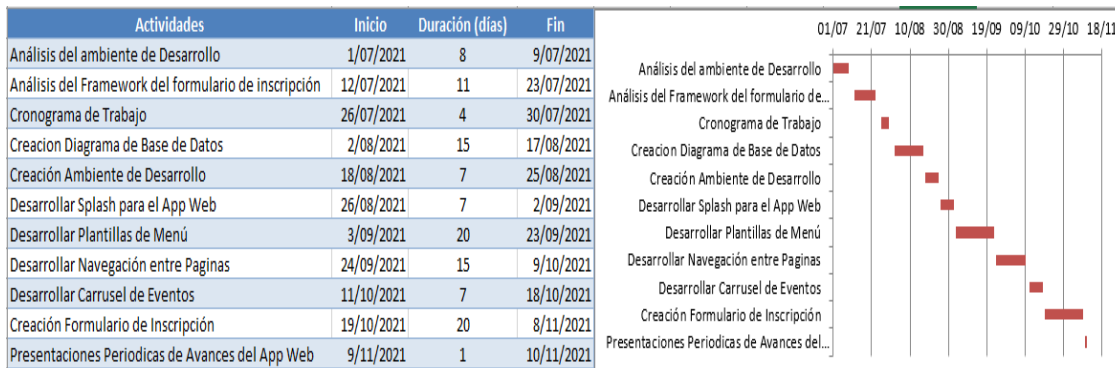 Actividades Inicio Duración (días) Fin
Análisis del ambiente de Desarrollo 1/07/2021 8 9/07/2021
Análisis del Framework del formulario de inscripción 12/07/2021 11 23/07/2021
Cronograma de Trabajo 26/07/2021 4 30/07/2021
Creacion Diagrama de Base de Datos 2/08/2021 15 17/08/2021
Creación Ambiente de Desarrollo 18/08/2021 7 25/08/2021
Desarrollar Splash para el App Web 26/08/2021 7 2/09/2021
Desarrollar Plantillas de Menú 3/09/2021 20 23/09/2021
Desarrollar Navegación entre Paginas 24/09/2021 15 9/10/2021
Desarrollar Carrusel de Eventos 11/10/2021 7 18/10/2021
Creación Formulario de Inscripción 19/10/2021 20 8/11/2021
Presentaciones Periodicas de Avances del App Web 9/11/2021 1 10/11/2021
01/07 21/07 10/08 30/08 19/09 09/10 29/10 18/11
Análisis del ambiente de Desarrollo
Análisis del Framework del formulario de...
Cronograma de Trabajo
Creacion Diagrama de Base de Datos
Creación Ambiente de Desarrollo
Desarrollar Splash para el App Web
Desarrollar Plantillas de Menú
Desarrollar Navegación entre Paginas
Desarrollar Carrusel de Eventos
Creación Formulario de Inscripción
Presentaciones Periodicas de Avances del...